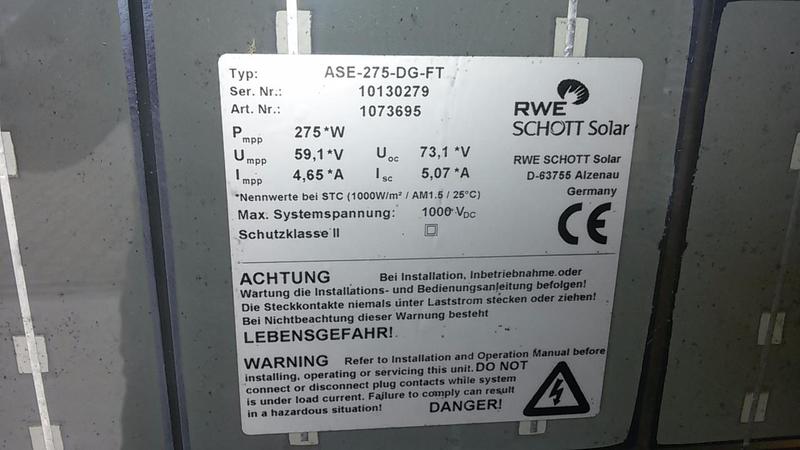 Typ: ASE-275-DG-FT
Ser. Nr.: 10130279
Art. Nr.: 1073695
Pmpp 275*W
Umpp 59,1*V Uoc 73,1*V
Impp 4,65*A Isc 5,07*A
*Nennwerte bei STC (1000W/m² / AM1.5 / 25°C)
Max. Systemspannung: 1000 VDC
Schutzklasse II
RWE
SCHOTT Solar
RWE SCHOTT Solar
D-63755 Alzenau
Germany
CE
ACHTUNG Bei Installation, Inbetriebnahme oder
Wartung die Installations- und Bedienungsanleitung befolgen!
Die Steckkontakte niemals unter Laststrom stecken oder ziehen!
Bei Nichtbeachtung dieser Warnung besteht
LEBENSGEFAHR!
WARNING Refer to Installation and Operation Manual before
installing, operating or servicing this unit. DO NOT
connect or disconnect plug contacts while system
is under load current. Failure to comply can result
in a hazardous situation! DANGER!